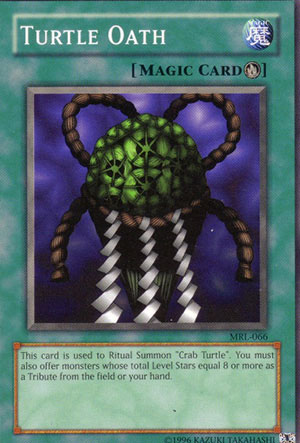 TURTLE OATH
MAGIC
魔
[MAGIC CARD]
MRL-066
This card is used to Ritual Summon "Crab Turtle". You must
also offer monsters whose total Level Stars equal 8 or more as
a Tribute from the field or your hand.
©1996 KAZUKI TAKAHASHI